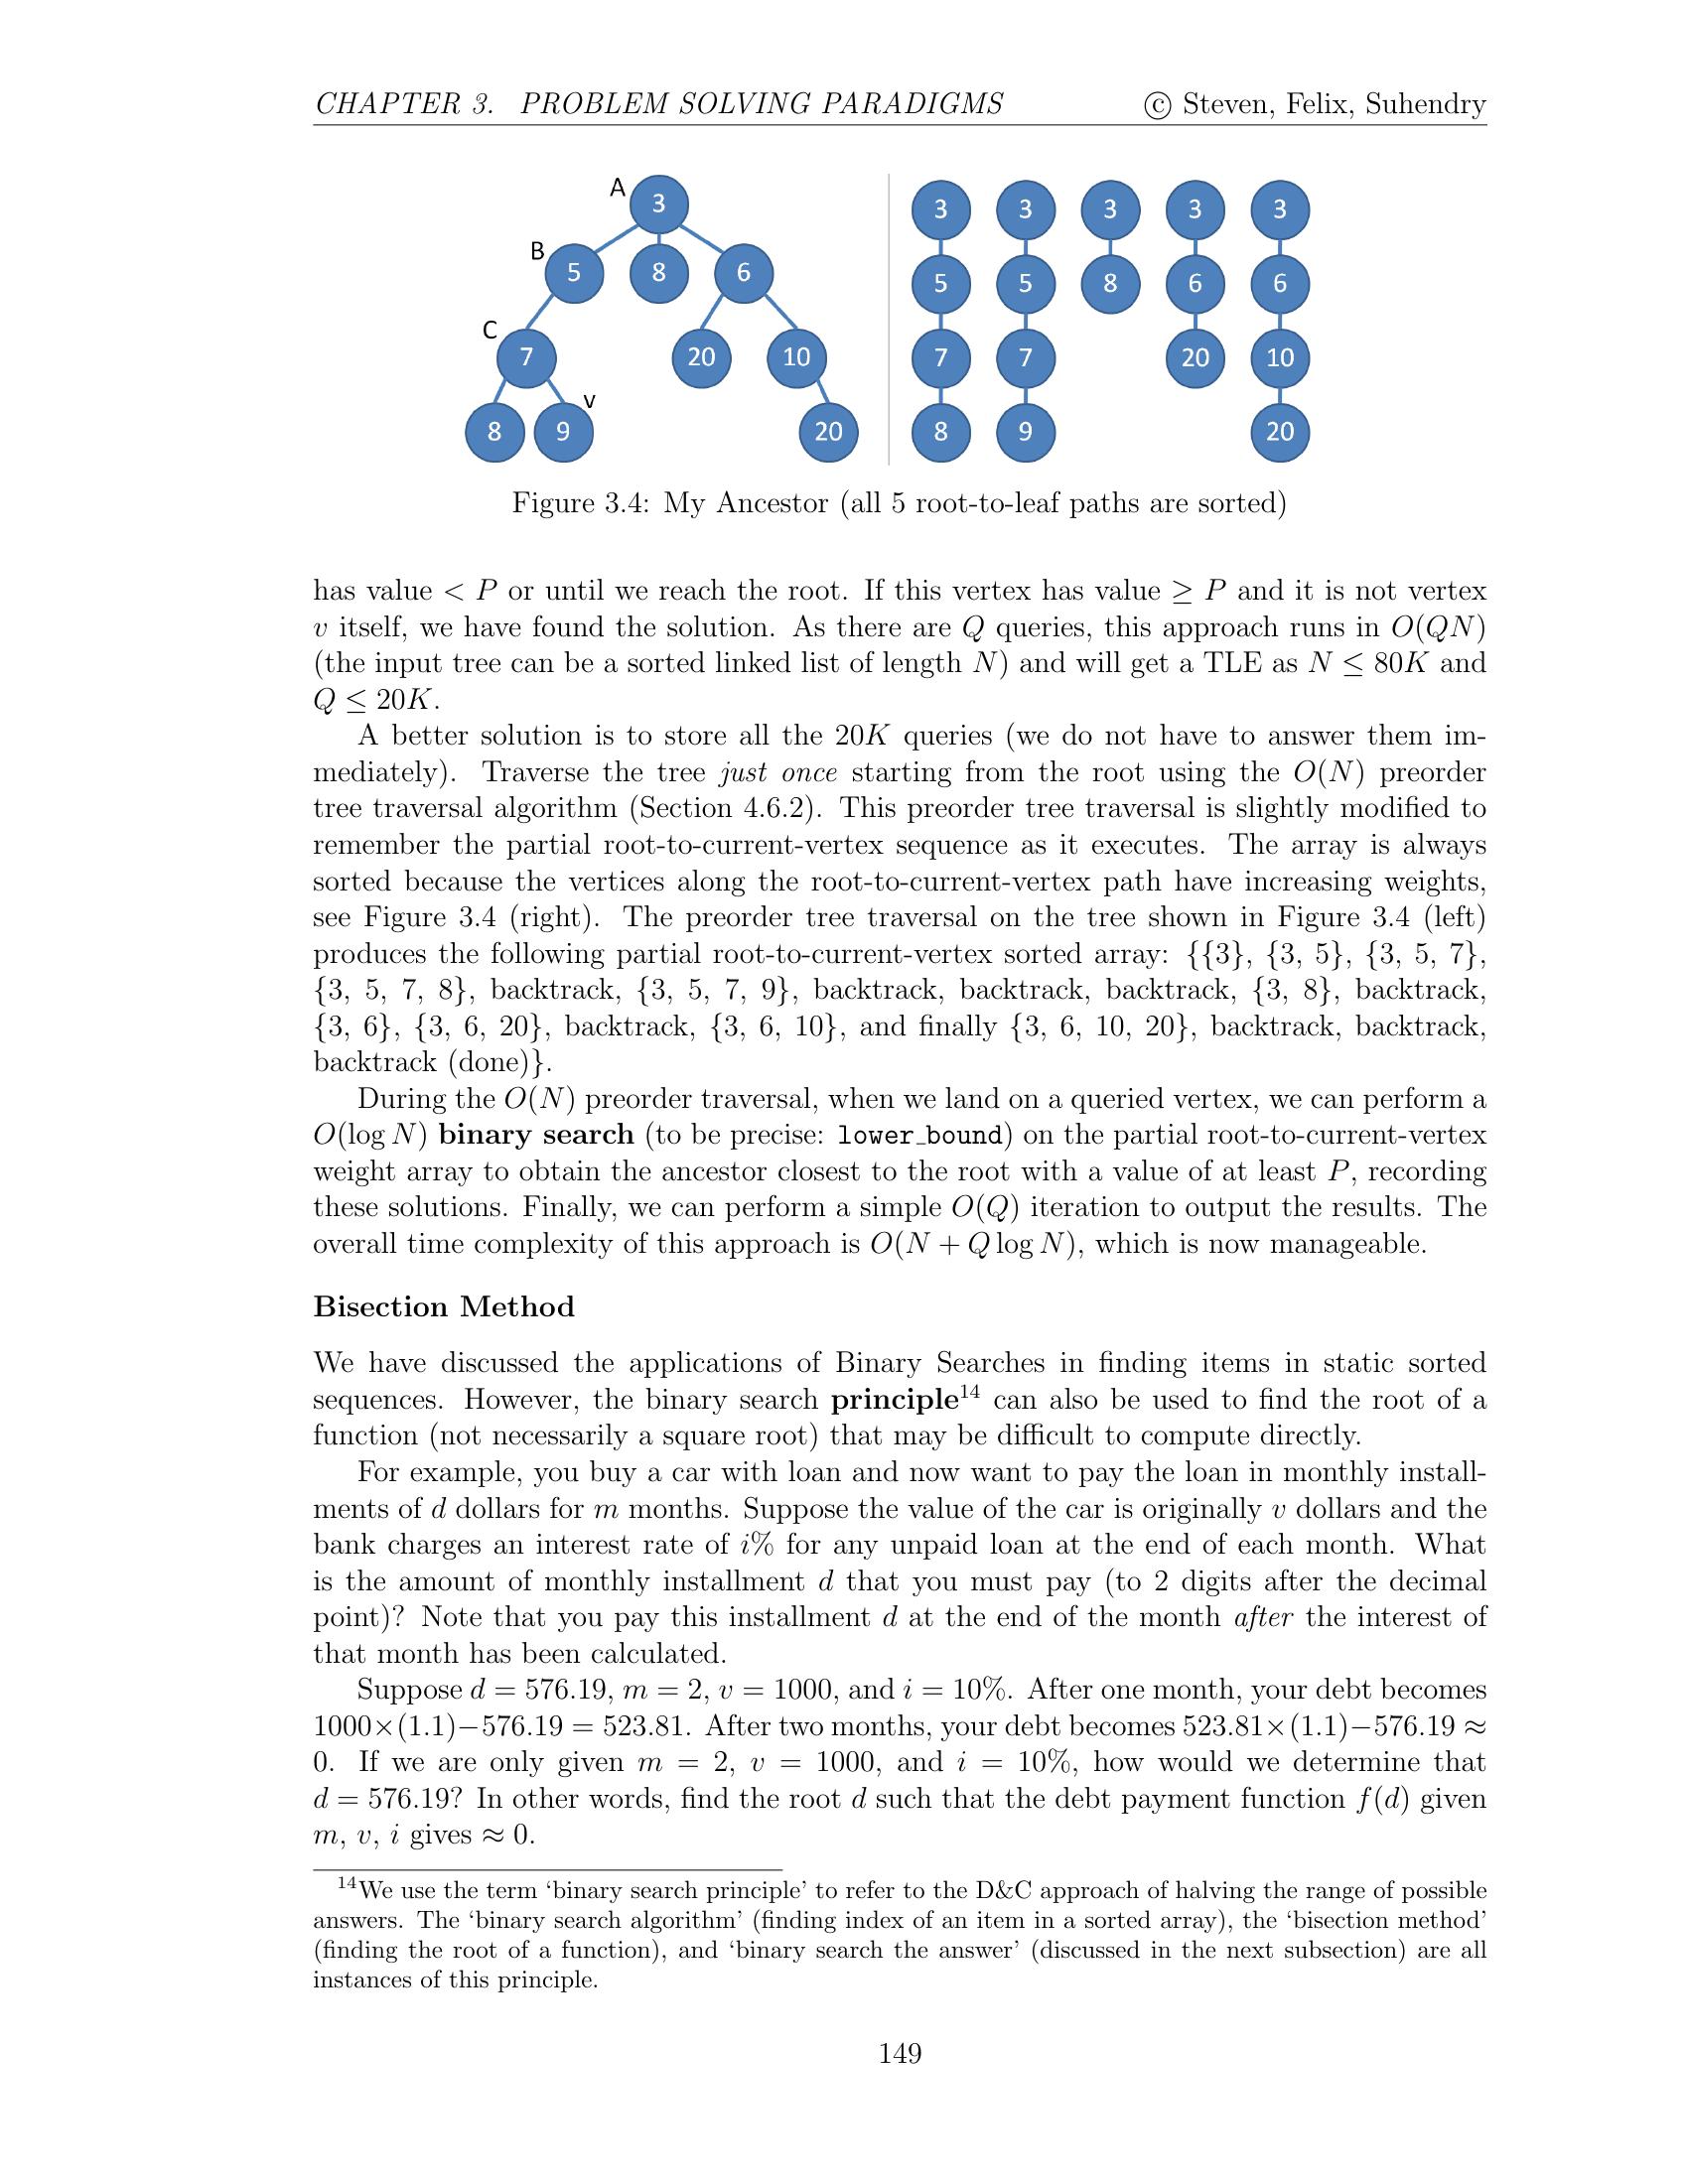 CHAPTER 3. PROBLEM SOLVING PARADIGMS © Steven, Felix, Suhendry
A 3
B 5 8 6
C 7 20 10
8 9 v 20
3 3 3 3 3
5 5 8 6 6
7 7 20 10
8 9 20
Figure 3.4: My Ancestor (all 5 root-to-leaf paths are sorted)
has value < P or until we reach the root. If this vertex has value ≥ P and it is not vertex
v itself, we have found the solution. As there are Q queries, this approach runs in O(QN)
(the input tree can be a sorted linked list of length N) and will get a TLE as N ≤ 80K and
Q ≤ 20K.
A better solution is to store all the 20K queries (we do not have to answer them im-
mediately). Traverse the tree just once starting from the root using the O(N) preorder
tree traversal algorithm (Section 4.6.2). This preorder tree traversal is slightly modified to
remember the partial root-to-current-vertex sequence as it executes. The array is always
sorted because the vertices along the root-to-current-vertex path have increasing weights,
see Figure 3.4 (right). The preorder tree traversal on the tree shown in Figure 3.4 (left)
produces the following partial root-to-current-vertex sorted array: {{3}, {3, 5}, {3, 5, 7},
{3, 5, 7, 8}, backtrack, {3, 5, 7, 9}, backtrack, backtrack, backtrack, {3, 8}, backtrack,
{3, 6}, {3, 6, 20}, backtrack, {3, 6, 10}, and finally {3, 6, 10, 20}, backtrack, backtrack,
backtrack (done)}.
During the O(N) preorder traversal, when we land on a queried vertex, we can perform a
O(log N) binary search (to be precise: lower_bound) on the partial root-to-current-vertex
weight array to obtain the ancestor closest to the root with a value of at least P, recording
these solutions. Finally, we can perform a simple O(Q) iteration to output the results. The
overall time complexity of this approach is O(N + Q log N), which is now manageable.
Bisection Method
We have discussed the applications of Binary Searches in finding items in static sorted
sequences. However, the binary search principle¹⁴ can also be used to find the root of a
function (not necessarily a square root) that may be difficult to compute directly.
For example, you buy a car with loan and now want to pay the loan in monthly install-
ments of d dollars for m months. Suppose the value of the car is originally v dollars and the
bank charges an interest rate of i% for any unpaid loan at the end of each month. What
is the amount of monthly installment d that you must pay (to 2 digits after the decimal
point)? Note that you pay this installment d at the end of the month after the interest of
that month has been calculated.
Suppose d = 576.19, m = 2, v = 1000, and i = 10%. After one month, your debt becomes
1000×(1.1)−576.19 = 523.81. After two months, your debt becomes 523.81×(1.1)−576.19 ≈
0. If we are only given m = 2, v = 1000, and i = 10%, how would we determine that
d = 576.19? In other words, find the root d such that the debt payment function f(d) given
m, v, i gives ≈ 0.
¹⁴We use the term ‘binary search principle’ to refer to the D&C approach of halving the range of possible
answers. The ‘binary search algorithm’ (finding index of an item in a sorted array), the ‘bisection method’
(finding the root of a function), and ‘binary search the answer’ (discussed in the next subsection) are all
instances of this principle.
149